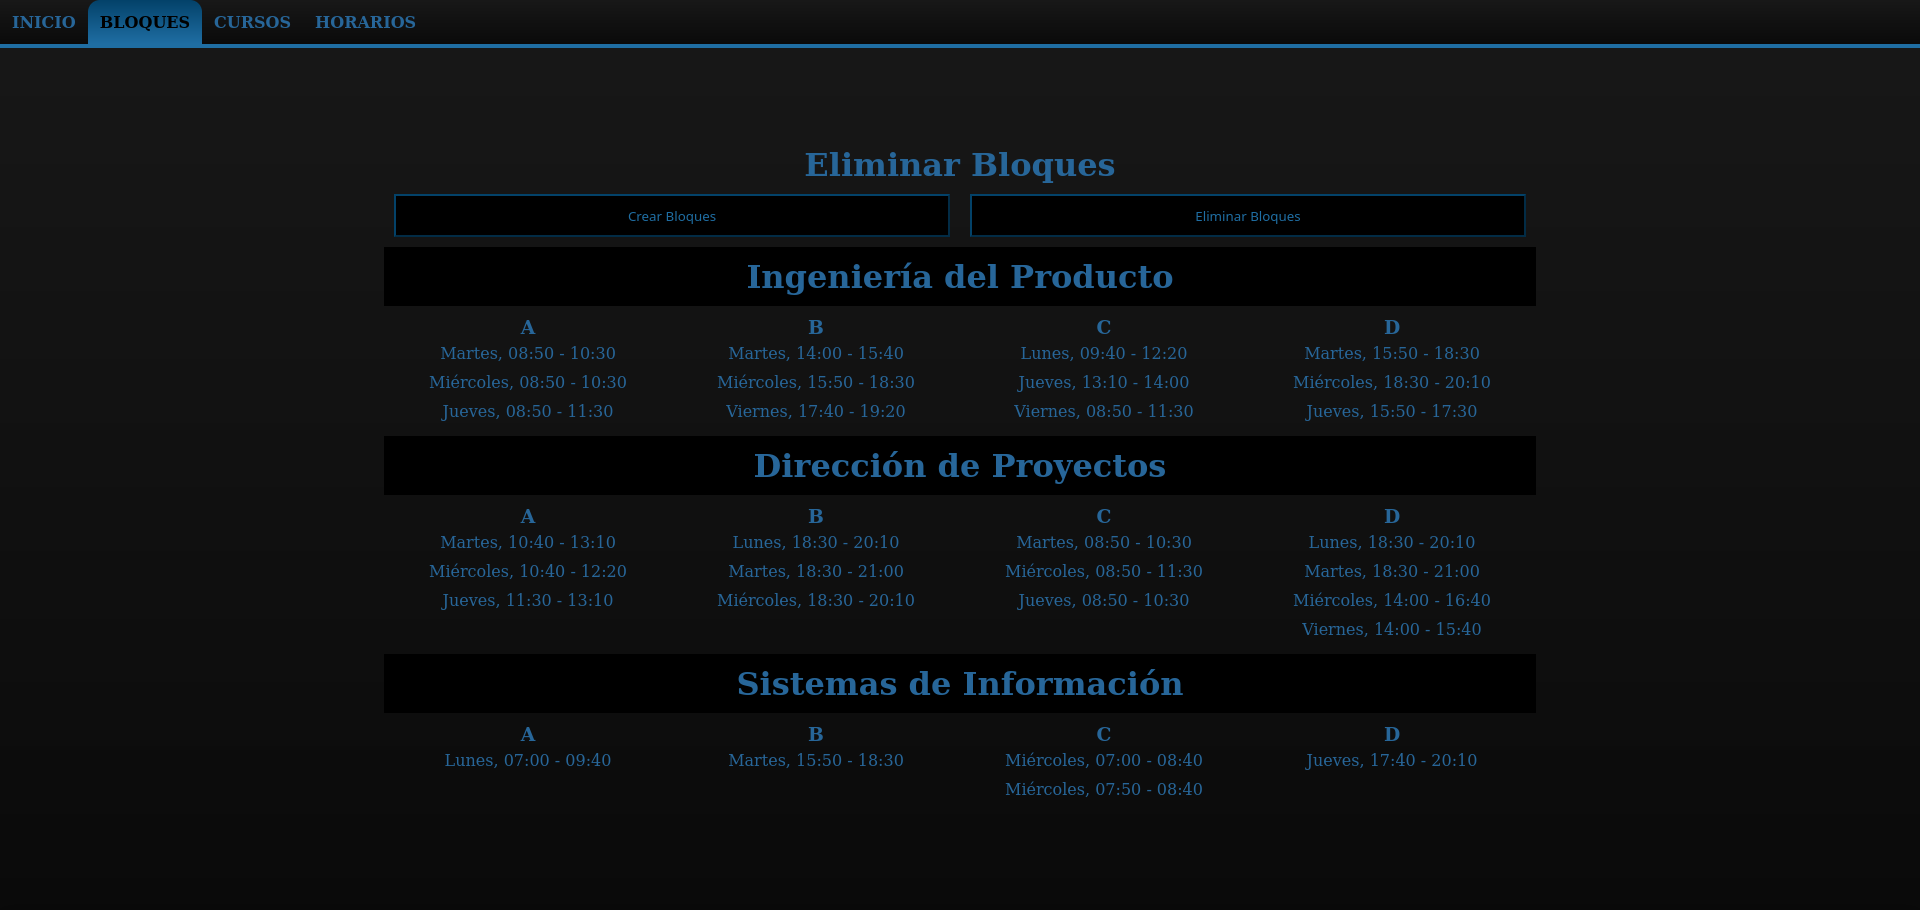 INICIO BLOQUES CURSOS HORARIOS
Eliminar Bloques
Crear Bloques Eliminar Bloques
Ingeniería del Producto
A B C D
Martes, 08:50 - 10:30 Martes, 14:00 - 15:40 Lunes, 09:40 - 12:20 Martes, 15:50 - 18:30
Miércoles, 08:50 - 10:30 Miércoles, 15:50 - 18:30 Jueves, 13:10 - 14:00 Miércoles, 18:30 - 20:10
Jueves, 08:50 - 11:30 Viernes, 17:40 - 19:20 Viernes, 08:50 - 11:30 Jueves, 15:50 - 17:30
Dirección de Proyectos
A B C D
Martes, 10:40 - 13:10 Lunes, 18:30 - 20:10 Martes, 08:50 - 10:30 Lunes, 18:30 - 20:10
Miércoles, 10:40 - 12:20 Martes, 18:30 - 21:00 Miércoles, 08:50 - 11:30 Martes, 18:30 - 21:00
Jueves, 11:30 - 13:10 Miércoles, 18:30 - 20:10 Jueves, 08:50 - 10:30 Miércoles, 14:00 - 16:40
Viernes, 14:00 - 15:40
Sistemas de Información
A B C D
Lunes, 07:00 - 09:40 Martes, 15:50 - 18:30 Miércoles, 07:00 - 08:40 Jueves, 17:40 - 20:10
Miércoles, 07:50 - 08:40